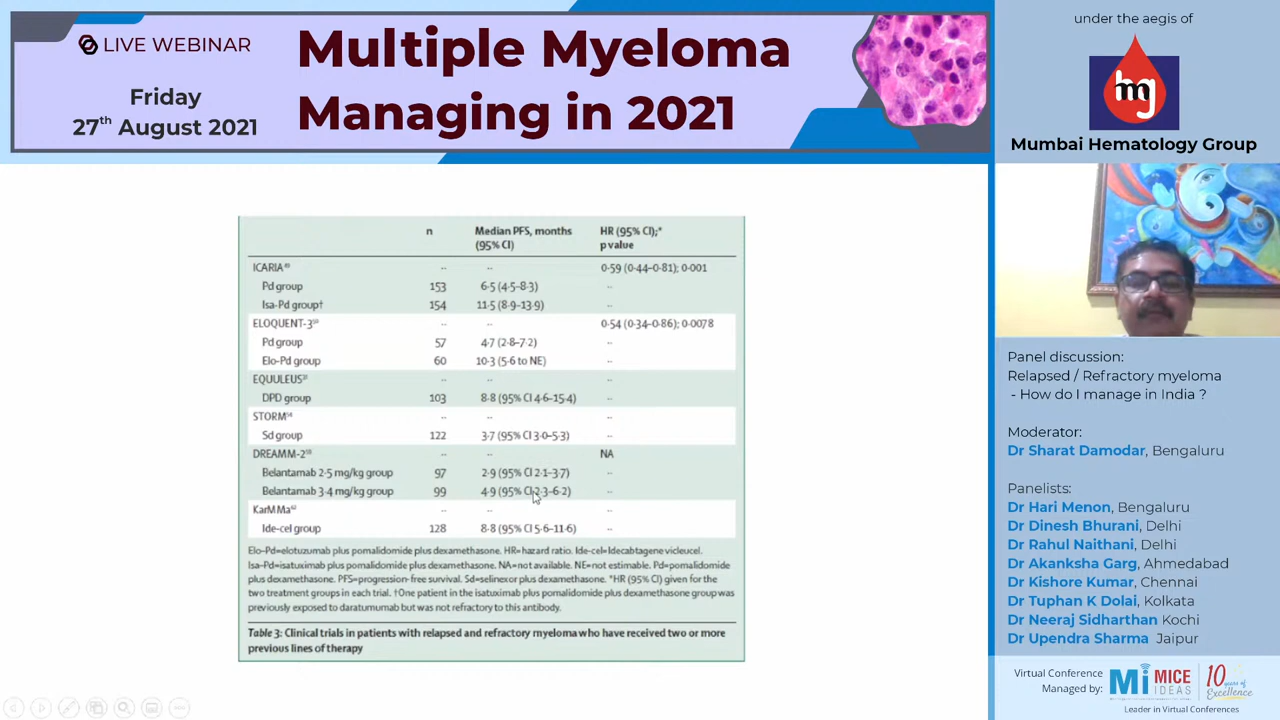 LIVE WEBINAR
Friday
27th August 2021
Multiple Myeloma
Managing in 2021
under the aegis of
hmg
Mumbai Hematology Group
n Median PFS, months (95% CI) HR (95% CI);* p value
ICARIA⁴⁹ ·· ·· 0·59 (0·44–0·81); 0·001
Pd group 153 6·5 (4·5–8·3) ··
Isa-Pd group† 154 11·5 (8·9–13·9) ··
ELOQUENT-3 ·· ·· 0·54 (0·34–0·86); 0·0078
Pd group 57 4·7 (2·8–7·2) ··
Elo-Pd group 60 10·3 (5·6 to NE) ··
EQUULEUS ·· ·· ··
DPD group 103 8·8 (95% CI 4·6–15·4) ··
STORM ·· ·· ··
Sd group 122 3·7 (95% CI 3·0–5·3) ··
DREAMM-2 ·· ·· NA
Belantamab 2·5 mg/kg group 97 2·9 (95% CI 2·1–3·7) ··
Belantamab 3·4 mg/kg group 99 4·9 (95% CI 2·3–6·2) ··
KarMMa ·· ·· ··
Ide-cel group 128 8·8 (95% CI 5·6–11·6) ··
Elo-Pd=elotuzumab plus pomalidomide plus dexamethasone. HR=hazard ratio. Ide-cel=Idecabtagene vicleucel.
Isa-Pd=isatuximab plus pomalidomide plus dexamethasone. NA=not available. NE=not estimable. Pd=pomalidomide
plus dexamethasone. PFS=progression-free survival. Sd=selinexor plus dexamethasone. *HR (95% CI) given for the
two treatment groups in each trial. †One patient in the isatuximab plus pomalidomide plus dexamethasone group was
previously exposed to daratumumab but was not refractory to this antibody.
Table 3: Clinical trials in patients with relapsed and refractory myeloma who have received two or more
previous lines of therapy
Panel discussion:
Relapsed / Refractory myeloma
- How do I manage in India ?
Moderator:
Dr Sharat Damodar, Bengaluru
Panelists:
Dr Hari Menon, Bengaluru
Dr Dinesh Bhurani, Delhi
Dr Rahul Naithani, Delhi
Dr Akanksha Garg, Ahmedabad
Dr Kishore Kumar, Chennai
Dr Tuphan K Dolai, Kolkata
Dr Neeraj Sidharthan Kochi
Dr Upendra Sharma Jaipur
Virtual Conference
Managed by:
Mi MICE IDEAS
10 years of Excellence
Leader in Virtual Conferences